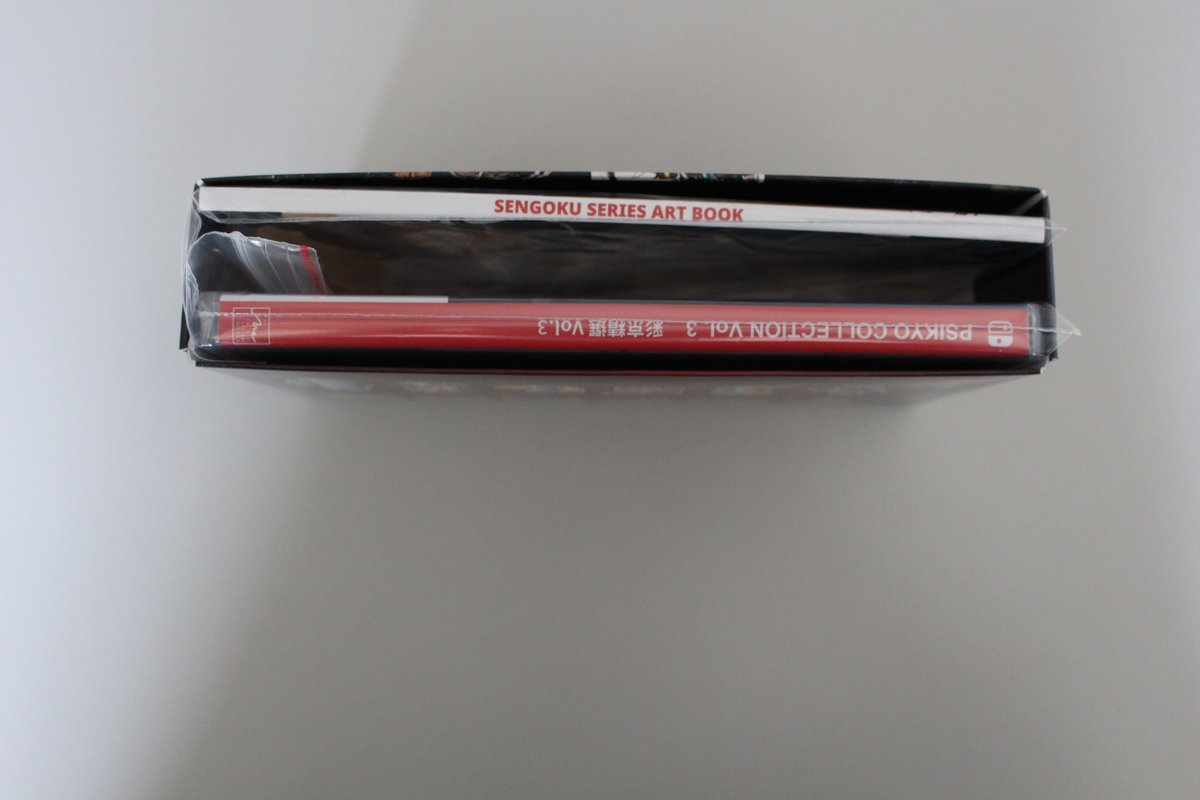 SENGOKU SERIES ART BOOK
PSIKYO COLLECTION Vol.3 彩京精選 Vol.3